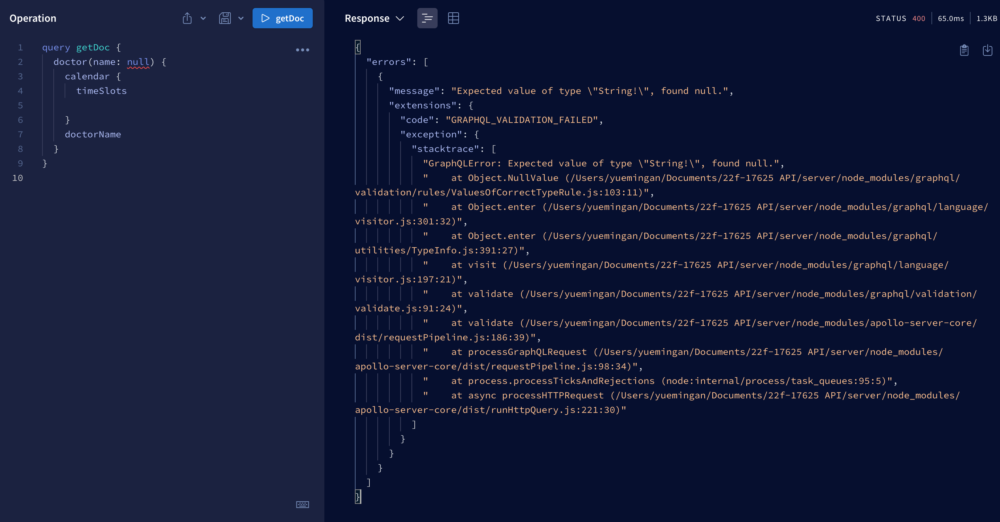 Operation
getDoc
1 query getDoc {
2 doctor(name: null) {
3 calendar {
4 timeSlots
5
6 }
7 doctorName
8 }
9 }
10
Response
STATUS 400 65.0ms 1.3KB
{
"errors": [
{
"message": "Expected value of type \"String!\", found null.",
"extensions": {
"code": "GRAPHQL_VALIDATION_FAILED",
"exception": {
"stacktrace": [
"GraphQLError: Expected value of type \"String!\", found null.",
"    at Object.NullValue (/Users/yuemingan/Documents/22f-17625 API/server/node_modules/graphql/
validation/rules/ValuesOfCorrectTypeRule.js:103:11)",
"    at Object.enter (/Users/yuemingan/Documents/22f-17625 API/server/node_modules/graphql/language/
visitor.js:301:32)",
"    at Object.enter (/Users/yuemingan/Documents/22f-17625 API/server/node_modules/graphql/
utilities/TypeInfo.js:391:27)",
"    at visit (/Users/yuemingan/Documents/22f-17625 API/server/node_modules/graphql/language/
visitor.js:197:21)",
"    at validate (/Users/yuemingan/Documents/22f-17625 API/server/node_modules/graphql/validation/
validate.js:91:24)",
"    at validate (/Users/yuemingan/Documents/22f-17625 API/server/node_modules/apollo-server-core/
dist/requestPipeline.js:186:39)",
"    at processGraphQLRequest (/Users/yuemingan/Documents/22f-17625 API/server/node_modules/
apollo-server-core/dist/requestPipeline.js:98:34)",
"    at process.processTicksAndRejections (node:internal/process/task_queues:95:5)",
"    at async processHTTPRequest (/Users/yuemingan/Documents/22f-17625 API/server/node_modules/
apollo-server-core/dist/runHttpQuery.js:221:30)"
]
}
}
}
]
}